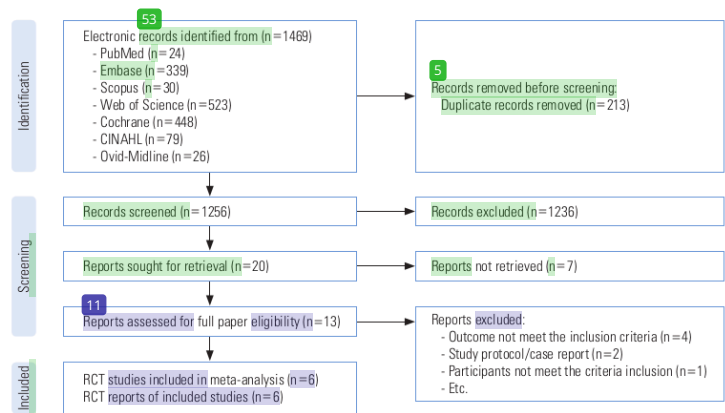 53
Electronic records identified from (n=1469)
- PubMed (n=24)
- Embase (n=339)
- Scopus (n=30)
- Web of Science (n=523)
- Cochrane (n=448)
- CINAHL (n=79)
- Ovid-Midline (n=26)
5
Records removed before screening:
Duplicate records removed (n=213)
Identification
Records screened (n=1256)
Records excluded (n=1236)
Reports sought for retrieval (n=20)
Reports not retrieved (n=7)
Screening
11
Reports assessed for full paper eligibility (n=13)
Reports excluded:
- Outcome not meet the inclusion criteria (n=4)
- Study protocol/case report (n=2)
- Participants not meet the criteria inclusion (n=1)
- Etc.
Included
RCT studies included in meta-analysis (n=6)
RCT reports of included studies (n=6)